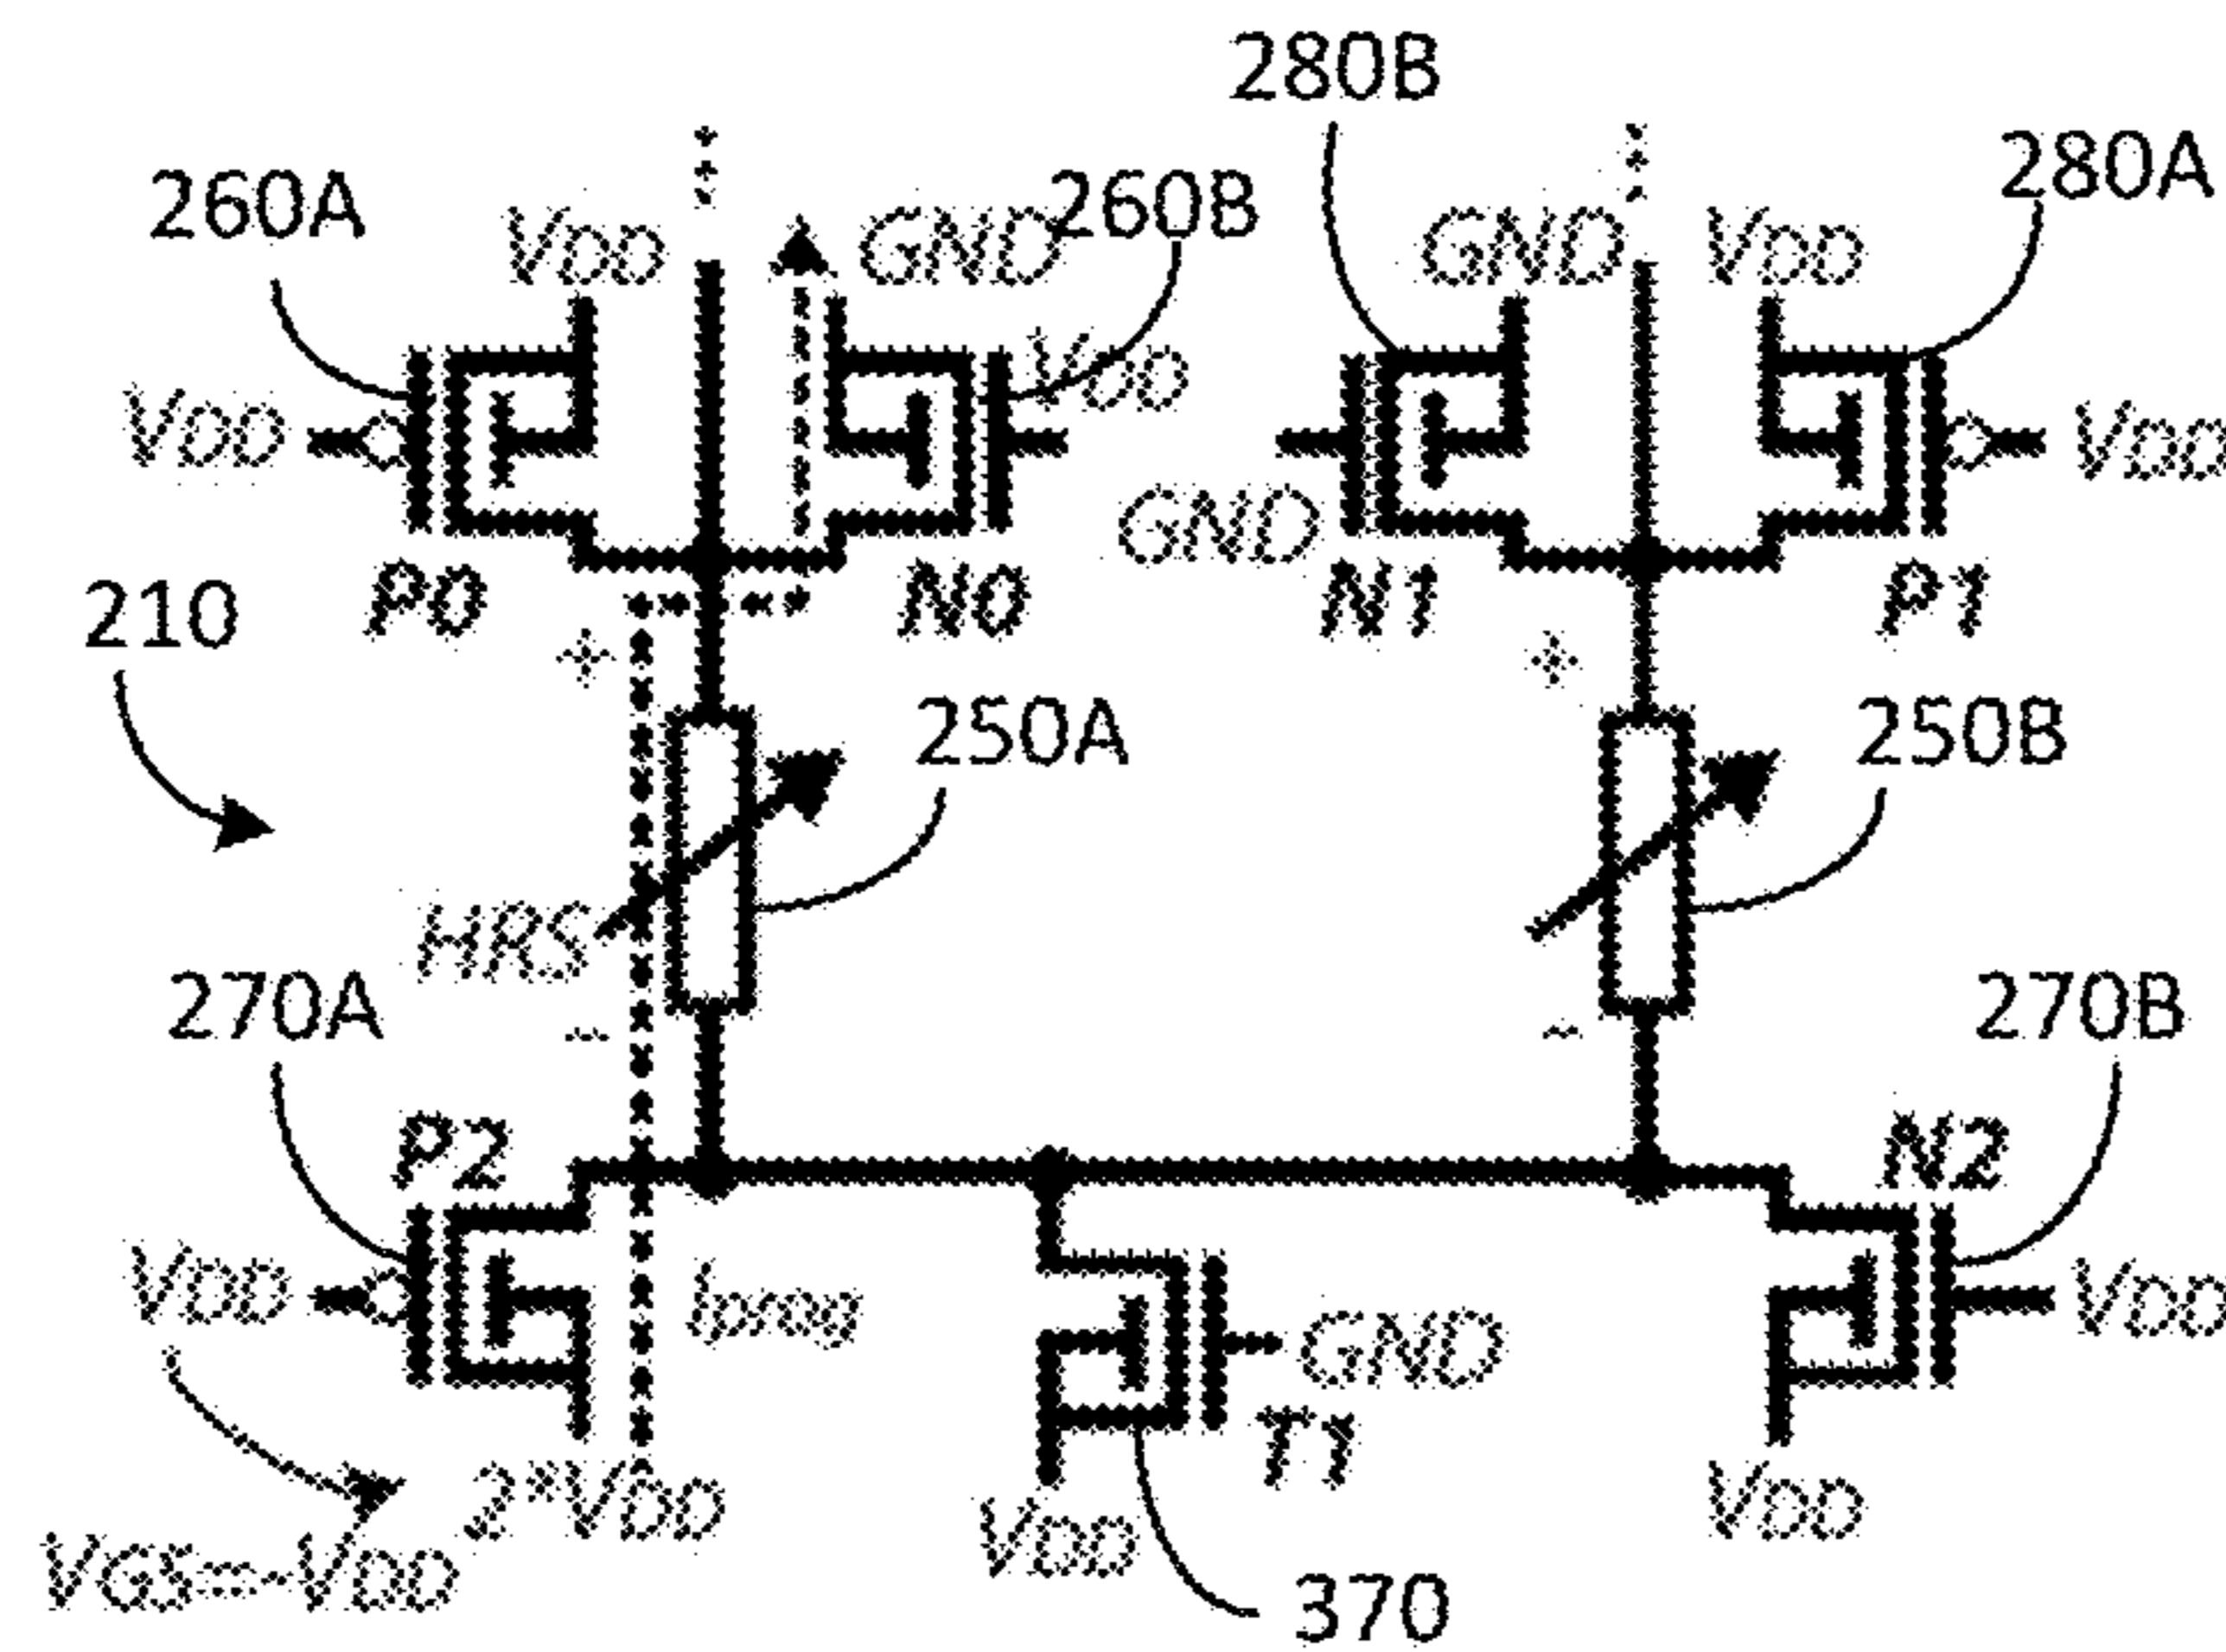 280B
260A
260B
280A
VDD
GND
GND
VDD
VDD
VDD
VDD
GND
P0
N0
N1
P1
210
+
+
250A
250B
HRS
270A
270B
-
-
P2
N2
VDD
Iprog
GND
VDD
T1
2*VDD
VDD
VDD
VGS=-VDD
370